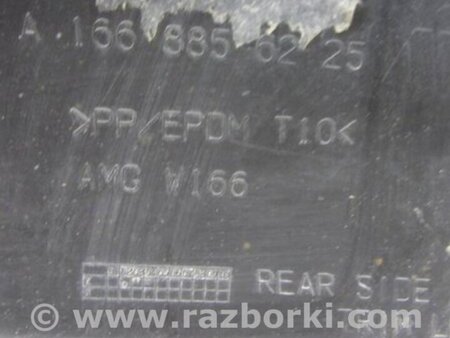 A 166 885 62 25
>PP/EPDM T10<
AMG W166
REAR SIDE
www.razborki.com